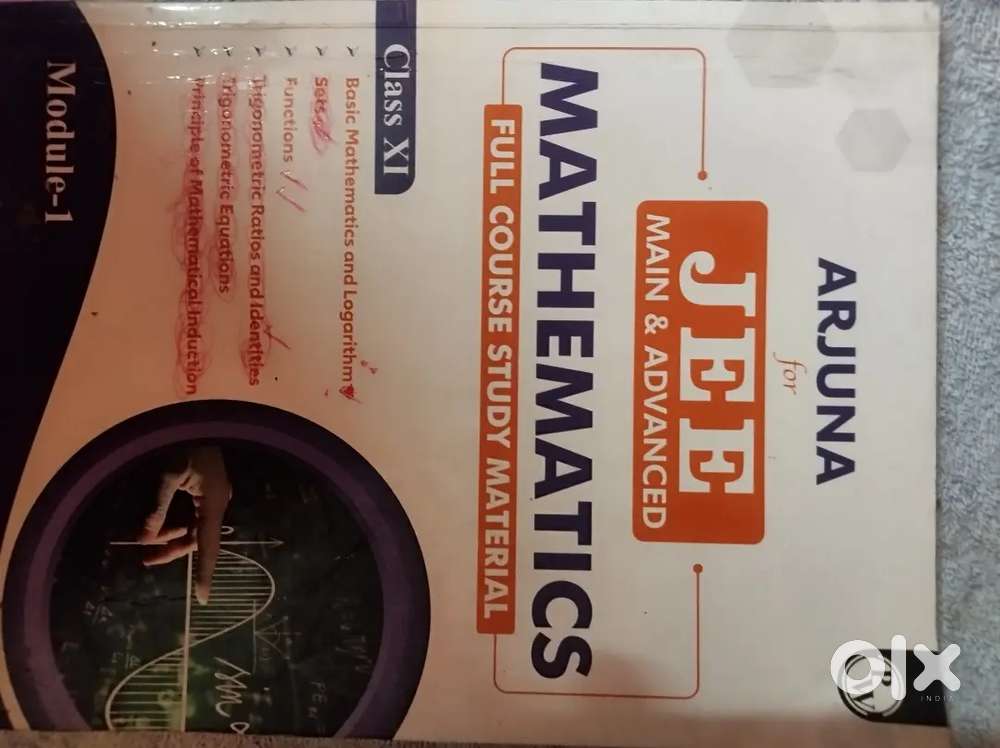 ARJUNA
for
JEE
MAIN & ADVANCED
MATHEMATICS
FULL COURSE STUDY MATERIAL
Class XI
Basic Mathematics and Logarithm
Sets
Functions
Trigonometric Ratios and Identities
Trigonometric Equations
Principle of Mathematical Induction
Module-1
olx
INDIA